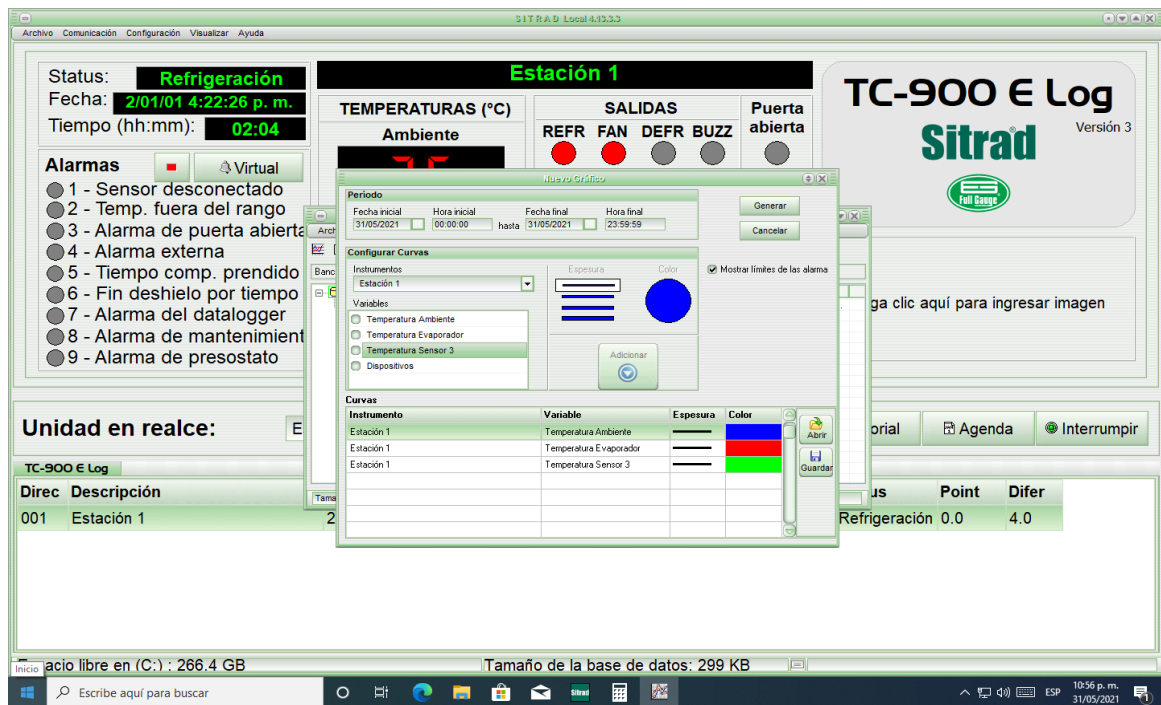 SITRAD Local 4.13.3.3
Archivo Comunicación Configuración Visualizar Ayuda
Status: Refrigeración
Fecha: 2/01/01 4:22:26 p. m.
Tiempo (hh:mm): 02:04
Estación 1
TEMPERATURAS (°C)
Ambiente
SALIDAS
REFR FAN DEFR BUZZ
Puerta
abierta
TC-900 E Log
Versión 3
Sitrad
Full Gauge
Alarmas
Virtual
1 - Sensor desconectado
2 - Temp. fuera del rango
3 - Alarma de puerta abierta
4 - Alarma externa
5 - Tiempo comp. prendido
6 - Fin deshielo por tiempo
7 - Alarma del datalogger
8 - Alarma de mantenimient
9 - Alarma de presostato
Arch
Banc
Nuevo Gráfico
Periodo
Fecha inicial Hora inicial Fecha final Hora final
31/05/2021 00:00:00 hasta 31/05/2021 23:59:59
Generar
Cancelar
Configurar Curvas
Instrumentos
Estación 1
Espesura Color
Mostrar límites de las alarma
Variables
Temperatura Ambiente
Temperatura Evaporador
Temperatura Sensor 3
Dispositivos
Adicionar
Curvas
Instrumento Variable Espesura Color
Estación 1 Temperatura Ambiente
Estación 1 Temperatura Evaporador
Estación 1 Temperatura Sensor 3
Abrir
Guardar
ga clic aquí para ingresar imagen
Tama
Unidad en realce: E
orial Agenda Interrumpir
TC-900 E Log
Direc Descripción us Point Difer
001 Estación 1 2 Refrigeración 0.0 4.0
Inicio
acio libre en (C:) : 266.4 GB Tamaño de la base de datos: 299 KB
Escribe aquí para buscar
Sitrad
ESP
10:56 p. m.
31/05/2021
1